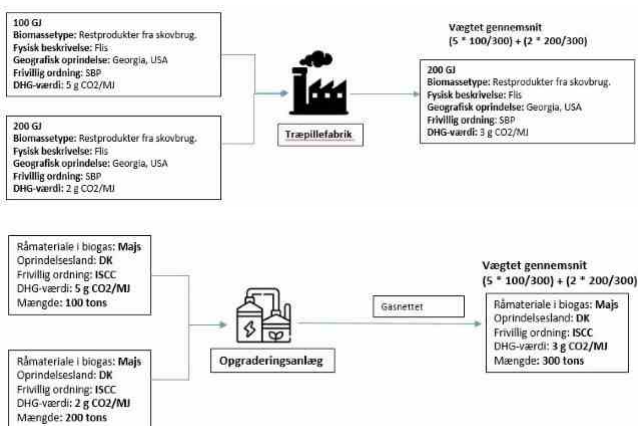 100 GJ
Biomassetype: Restprodukter fra skovbrug.
Fysisk beskrivelse: Flis
Geografisk oprindelse: Georgia, USA
Frivillig ordning: SBP
DHG-værdi: 5 g CO2/MJ
200 GJ
Biomassetype: Restprodukter fra skovbrug.
Fysisk beskrivelse: Flis
Geografisk oprindelse: Georgia, USA
Frivillig ordning: SBP
DHG-værdi: 2 g CO2/MJ
Træpillefabrik
Vægtet gennemsnit
(5 * 100/300) + (2 * 200/300)
200 GJ
Biomassetype: Restprodukter fra skovbrug.
Fysisk beskrivelse: Flis
Geografisk oprindelse: Georgia, USA
Frivillig ordning: SBP
DHG-værdi: 3 g CO2/MJ
Råmateriale i biogas: Majs
Oprindelsesland: DK
Frivillig ordning: ISCC
DHG-værdi: 5 g CO2/MJ
Mængde: 100 tons
Råmateriale i biogas: Majs
Oprindelsesland: DK
Frivillig ordning: ISCC
DHG-værdi: 2 g CO2/MJ
Mængde: 200 tons
Opgraderingsanlæg
Gasnettet
Vægtet gennemsnit
(5 * 100/300) + (2 * 200/300)
Råmateriale i biogas: Majs
Oprindelsesland: DK
Frivillig ordning: ISCC
DHG-værdi: 3 g CO2/MJ
Mængde: 300 tons